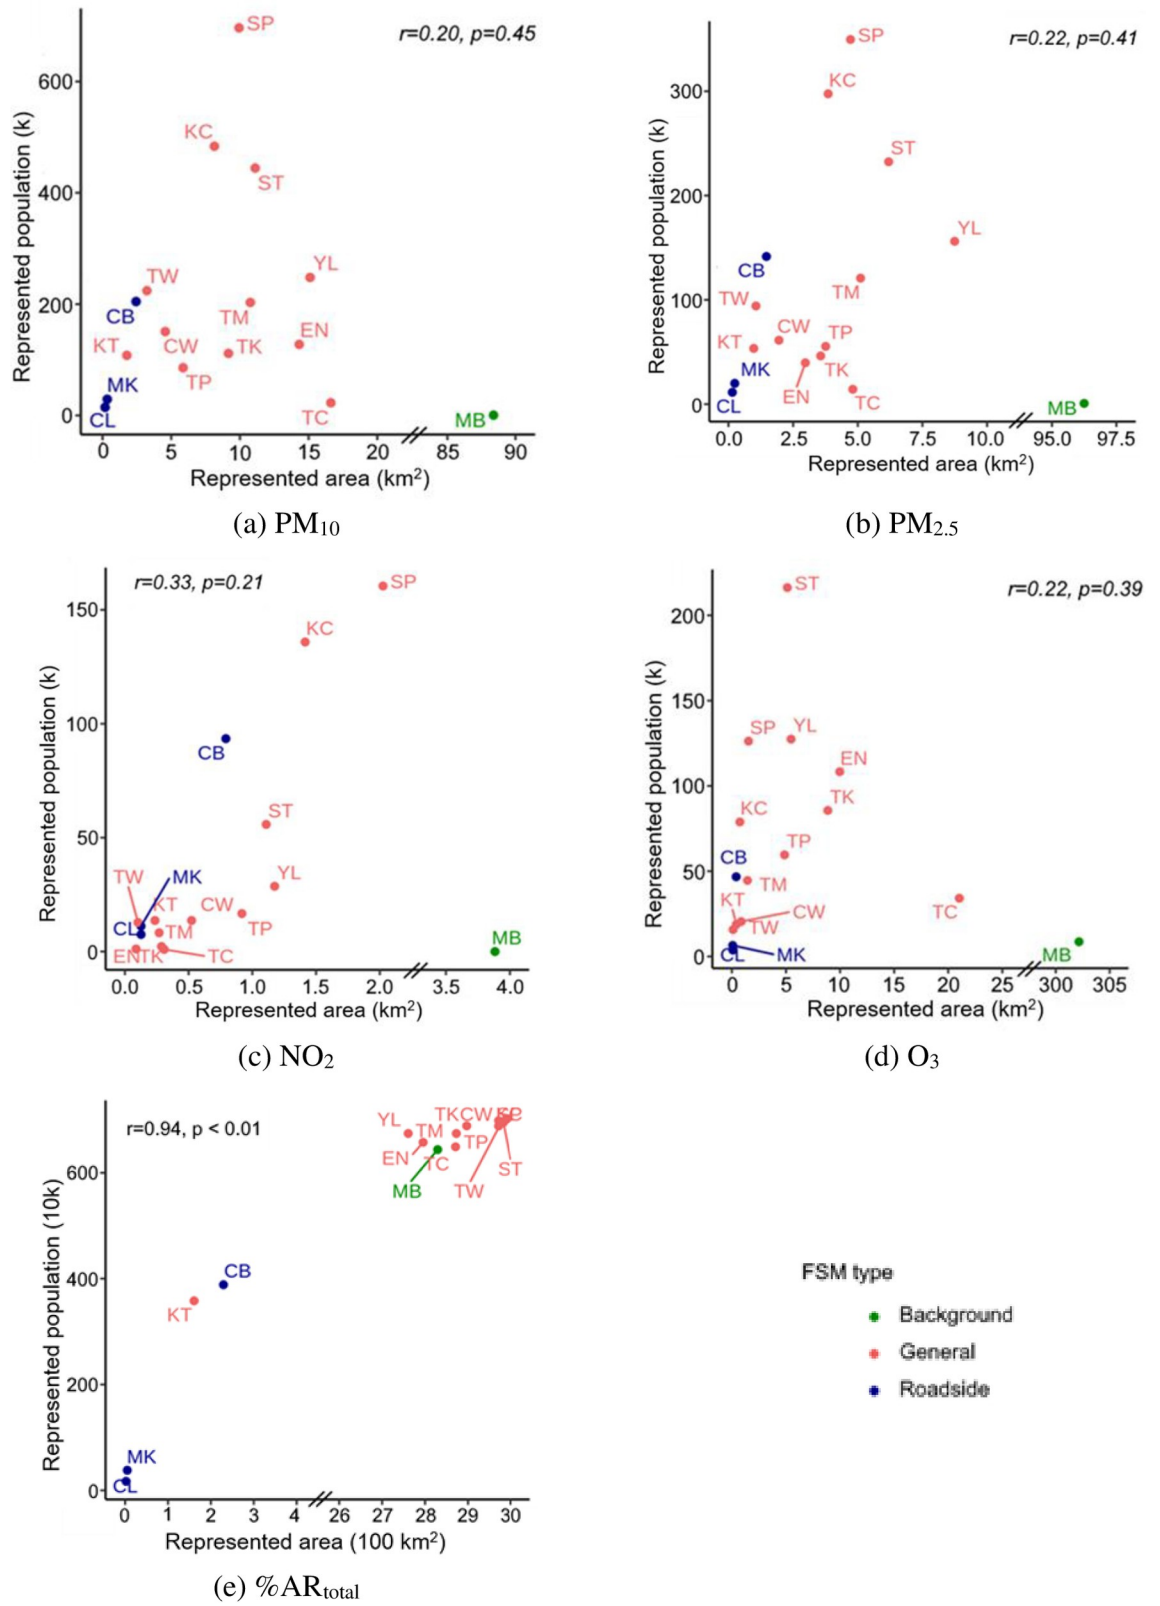 r=0.20, p=0.45
Represented population (k)
600
400
200
0
SP
KC
ST
YL
TW
CB
TM
EN
KT
CW
TK
TP
MK
CL
TC
MB
0 5 10 15 20 85 90
Represented area (km²)
(a) PM₁₀
r=0.22, p=0.41
Represented population (k)
300
200
100
0
SP
KC
ST
YL
CB
TM
TW
CW
TP
KT
TK
MK
EN
TC
CL
MB
0.0 2.5 5.0 7.5 10.0 95.0 97.5
Represented area (km²)
(b) PM₂.₅
r=0.33, p=0.21
Represented population (k)
150
100
50
0
SP
KC
CB
ST
TW
MK
YL
KT
CW
CL
TM
TP
EN
TK
TC
MB
0.0 0.5 1.0 1.5 2.0 3.5 4.0
Represented area (km²)
(c) NO₂
r=0.22, p=0.39
Represented population (k)
200
150
100
50
0
ST
SP
YL
EN
KC
TK
TP
CB
TM
KT
CW
TW
TC
CL
MK
MB
0 5 10 15 20 25 300 305
Represented area (km²)
(d) O₃
r=0.94, p < 0.01
Represented population (10k)
600
400
200
0
YL
TM
TK
CW
EN
TC
TP
ST
MB
TW
CB
KT
MK
CL
0 1 2 3 4 26 27 28 29 30
Represented area (100 km²)
(e) %ARtotal
FSM type
Background
General
Roadside